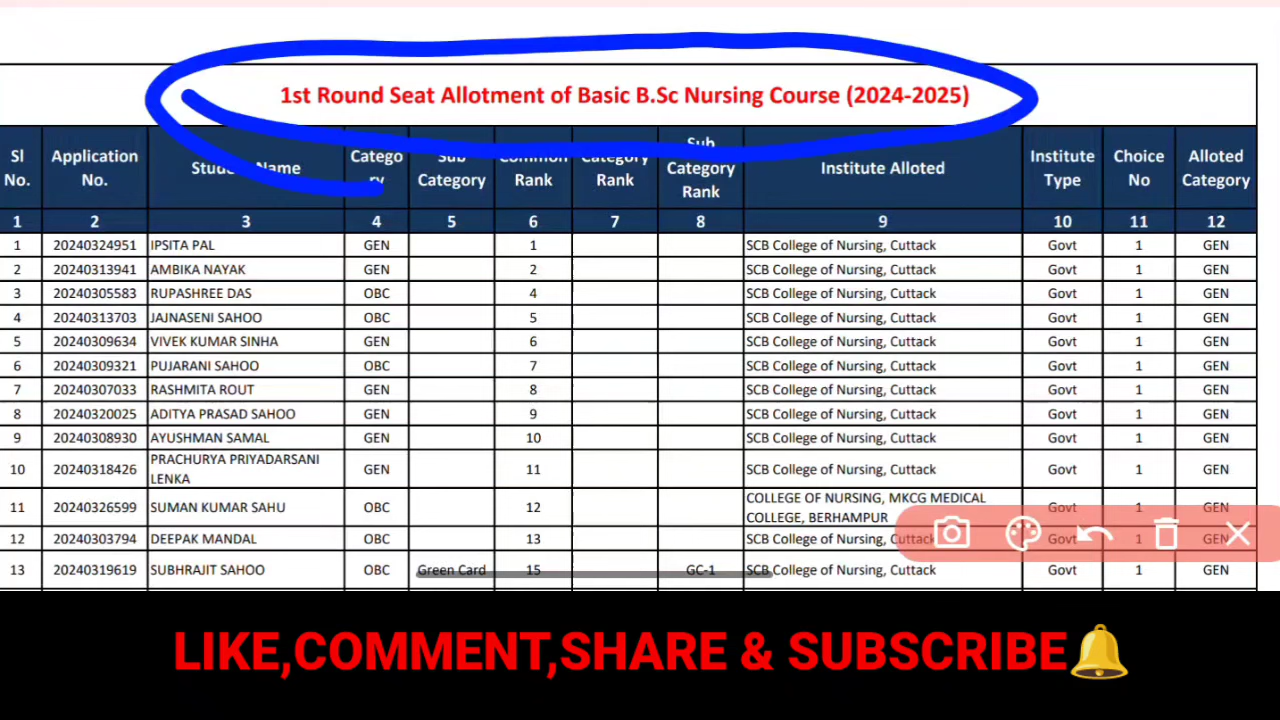 1st Round Seat Allotment of Basic B.Sc Nursing Course (2024-2025)
Sl No. Application No. Name Catego Category Common Rank Category Rank Sub Category Rank Institute Alloted Institute Type Choice No Alloted Category
1 2 3 4 5 6 7 8 9 10 11 12
1 20240324951 IPSITA PAL GEN 1 SCB College of Nursing, Cuttack Govt 1 GEN
2 20240313941 AMBIKA NAYAK GEN 2 SCB College of Nursing, Cuttack Govt 1 GEN
3 20240305583 RUPASHREE DAS OBC 4 SCB College of Nursing, Cuttack Govt 1 GEN
4 20240313703 JAJNASENI SAHOO OBC 5 SCB College of Nursing, Cuttack Govt 1 GEN
5 20240309634 VIVEK KUMAR SINHA GEN 6 SCB College of Nursing, Cuttack Govt 1 GEN
6 20240309321 PUJARANI SAHOO OBC 7 SCB College of Nursing, Cuttack Govt 1 GEN
7 20240307033 RASHMITA ROUT GEN 8 SCB College of Nursing, Cuttack Govt 1 GEN
8 20240320025 ADITYA PRASAD SAHOO GEN 9 SCB College of Nursing, Cuttack Govt 1 GEN
9 20240308930 AYUSHMAN SAMAL GEN 10 SCB College of Nursing, Cuttack Govt 1 GEN
10 20240318426 PRACHURYA PRIYADARSANI LENKA GEN 11 SCB College of Nursing, Cuttack Govt 1 GEN
11 20240326599 SUMAN KUMAR SAHU OBC 12 COLLEGE OF NURSING, MKCG MEDICAL COLLEGE, BERHAMPUR Govt 1 GEN
12 20240303794 DEEPAK MANDAL OBC 13 SCB College of Nursing, Cuttack Govt 1 GEN
13 20240319619 SUBHRAJIT SAHOO OBC Green Card 15 GC-1 SCB College of Nursing, Cuttack Govt 1 GEN
LIKE,COMMENT,SHARE & SUBSCRIBE